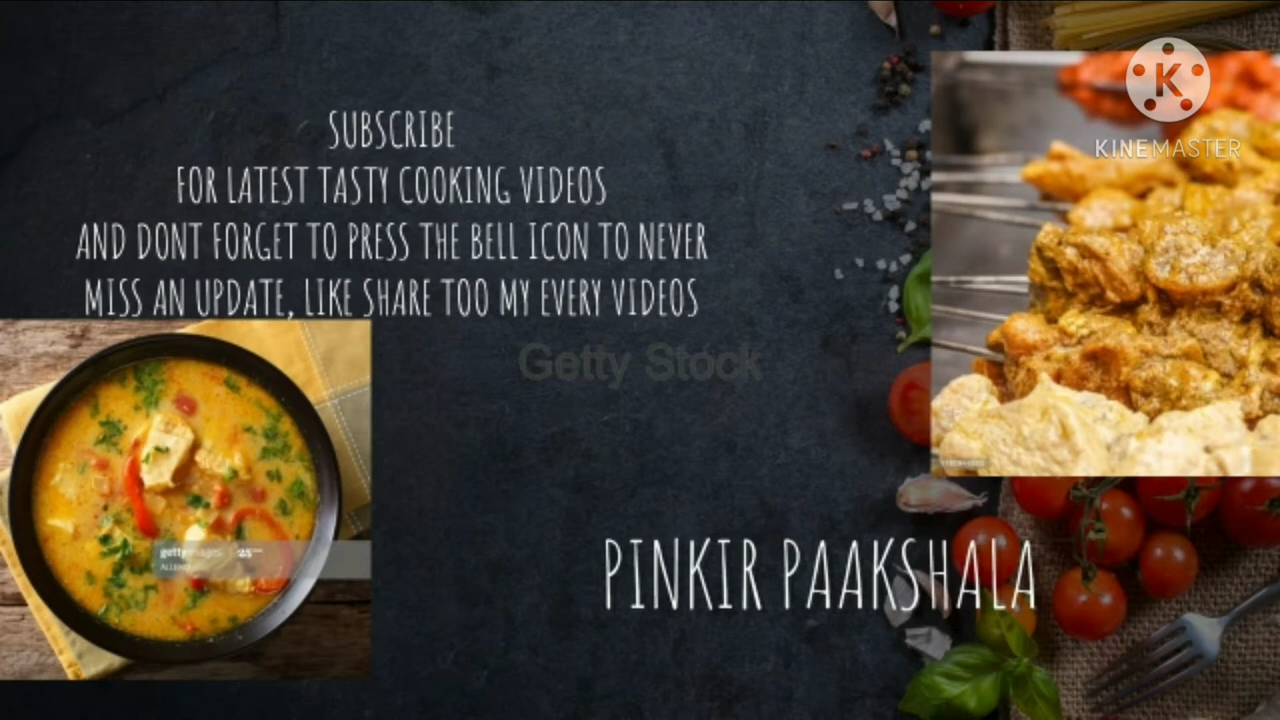 KINEMASTER
SUBSCRIBE
FOR LATEST TASTY COOKING VIDEOS
AND DONT FORGET TO PRESS THE BELL ICON TO NEVER
MISS AN UPDATE, LIKE SHARE TOO MY EVERY VIDEOS
Getty Stock
gettyimages
PINKIR PAAKSHALA